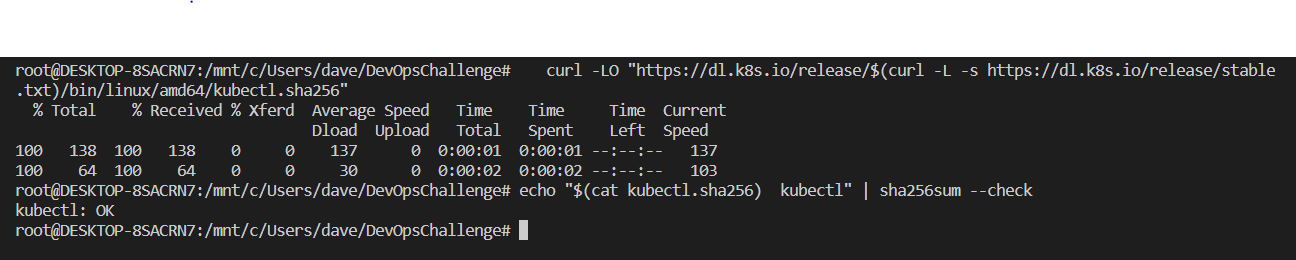 root@DESKTOP-8SACRN7:/mnt/c/Users/dave/DevOpsChallenge#    curl -LO "https://dl.k8s.io/release/$(curl -L -s https://dl.k8s.io/release/stable
.txt)/bin/linux/amd64/kubectl.sha256"
  % Total    % Received % Xferd  Average Speed   Time    Time     Time  Current
                                 Dload  Upload   Total   Spent    Left  Speed
100   138  100   138    0     0    137      0  0:00:01  0:00:01 --:--:--   137
100    64  100    64    0     0     30      0  0:00:02  0:00:02 --:--:--   103
root@DESKTOP-8SACRN7:/mnt/c/Users/dave/DevOpsChallenge# echo "$(cat kubectl.sha256)  kubectl" | sha256sum --check
kubectl: OK
root@DESKTOP-8SACRN7:/mnt/c/Users/dave/DevOpsChallenge#